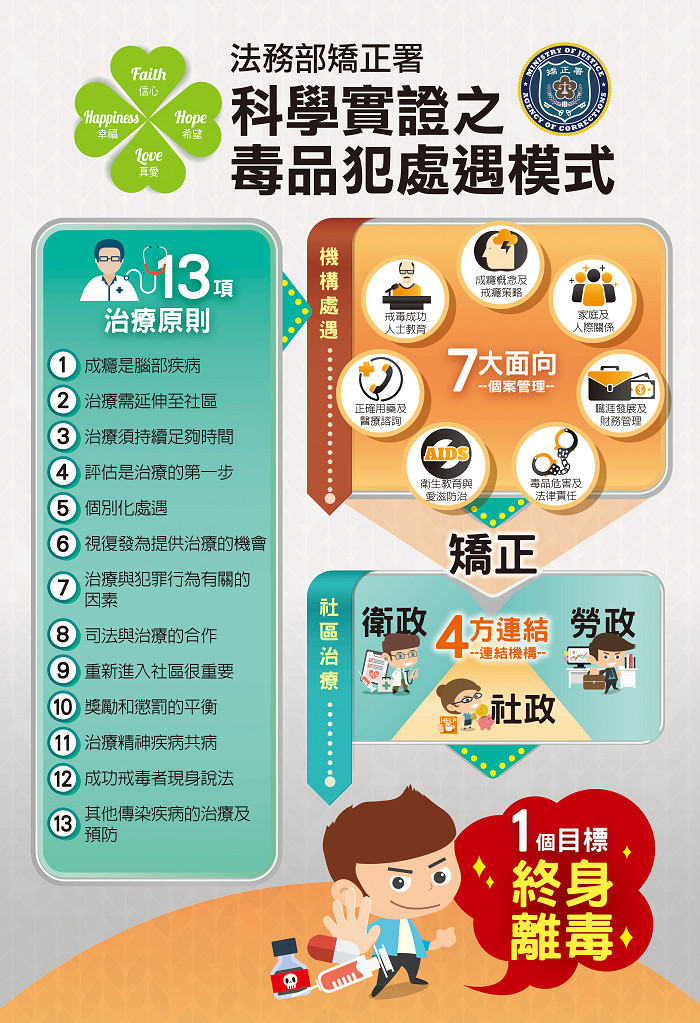 Faith
信心
Happiness
幸福
Hope
希望
Love
真愛
法務部矯正署
科學實證之
毒品犯處遇模式
MINISTRY OF JUSTICE
矯正署
AGENCY OF CORRECTIONS
13項
治療原則
1 成癮是腦部疾病
2 治療需延伸至社區
3 治療須持續足夠時間
4 評估是治療的第一步
5 個別化處遇
6 視復發為提供治療的機會
7 治療與犯罪行為有關的
因素
8 司法與治療的合作
9 重新進入社區很重要
10 獎勵和懲罰的平衡
11 治療精神疾病共病
12 成功戒毒者現身說法
13 其他傳染疾病的治療及
預防
機構處遇
成癮概念及
戒癮策略
戒毒成功
人士教育
家庭及
人際關係
7大面向
--個案管理--
正確用藥及
醫療諮詢
職涯發展及
財務管理
$
AIDS
衛生教育與
愛滋防治
毒品危害及
法律責任
矯正
社區治療
衛政
4方連結
--連結機構--
勞政
社政
HELP
1個目標
終身
離毒